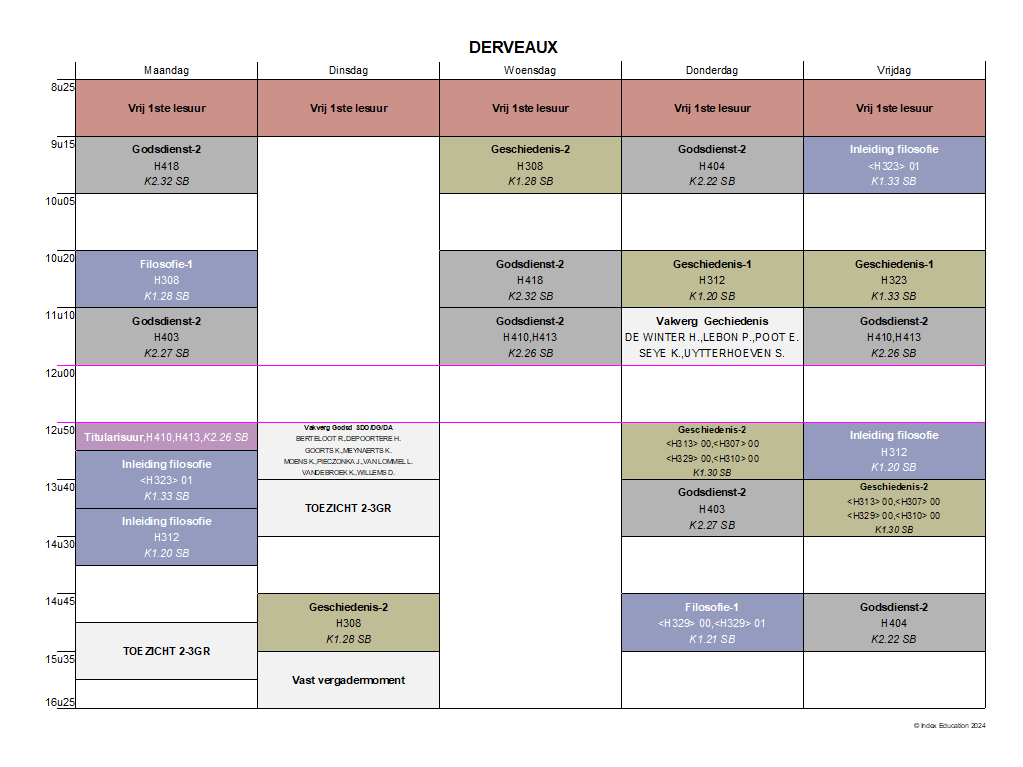 DERVEAUX
Maandag Dinsdag Woensdag Donderdag Vrijdag
8u25
Vrij 1ste lesuur Vrij 1ste lesuur Vrij 1ste lesuur Vrij 1ste lesuur Vrij 1ste lesuur
9u15
Godsdienst-2 Geschiedenis-2 Godsdienst-2 Inleiding filosofie
H418 H308 H404 <H323> 01
K2.32 SB K1.28 SB K2.22 SB K1.33 SB
10u05
10u20
Filosofie-1 Godsdienst-2 Geschiedenis-1 Geschiedenis-1
H308 H418 H312 H323
K1.28 SB K2.32 SB K1.20 SB K1.33 SB
11u10
Godsdienst-2 Godsdienst-2 Vakverg Gechiedenis Godsdienst-2
H403 H410,H413 DE WINTER H.,LEBON P.,POOT E. H410,H413
K2.27 SB K2.26 SB SEYE K.,UYTTERHOEVEN S. K2.26 SB
12u00
12u50
Titularisuur,H410,H413,K2.26 SB
Vakverg Godsd 3DO/DG/DA
BERTELOOT R.,DEPOORTERE H.
GOORTS K.,MEYNAERTS K.
MOENS K.,PIECZONKA J.,VAN LOMMEL L.
VANDEBROEK K.,WILLEMS D.
Geschiedenis-2
<H313> 00,<H307> 00
<H329> 00,<H310> 00
K1.30 SB
Inleiding filosofie
H312
K1.20 SB
Inleiding filosofie
<H323> 01
K1.33 SB
13u40
TOEZICHT 2-3GR
Godsdienst-2
H403
K2.27 SB
Geschiedenis-2
<H313> 00,<H307> 00
<H329> 00,<H310> 00
K1.30 SB
Inleiding filosofie
H312
K1.20 SB
14u30
14u45
Geschiedenis-2 Filosofie-1 Godsdienst-2
H308 <H329> 00,<H329> 01 H404
K1.28 SB K1.21 SB K2.22 SB
TOEZICHT 2-3GR
15u35
Vast vergadermoment
16u25
© Index Education 2024